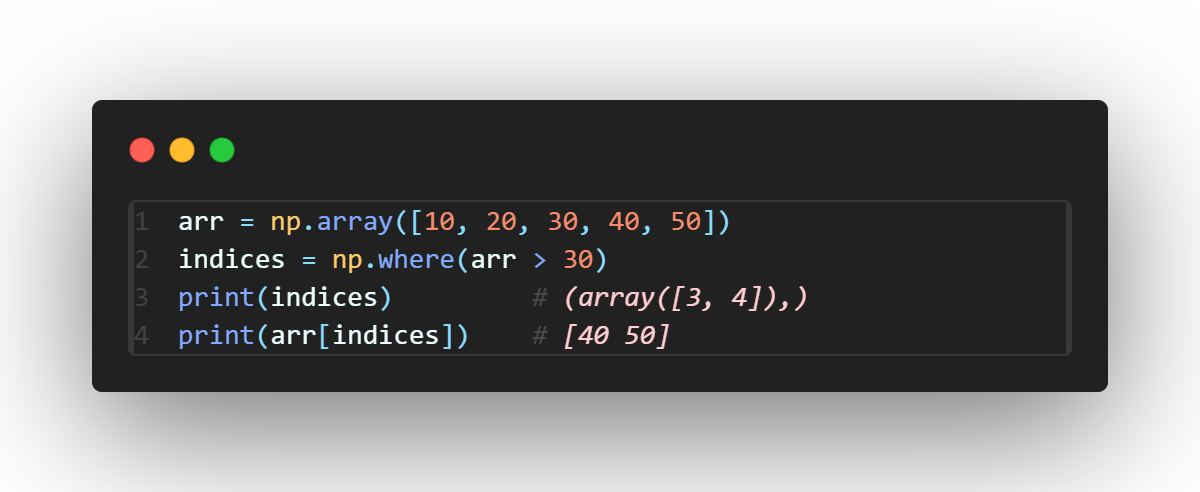 1 arr = np.array([10, 20, 30, 40, 50])
2 indices = np.where(arr > 30)
3 print(indices)         # (array([3, 4]),)
4 print(arr[indices])    # [40 50]